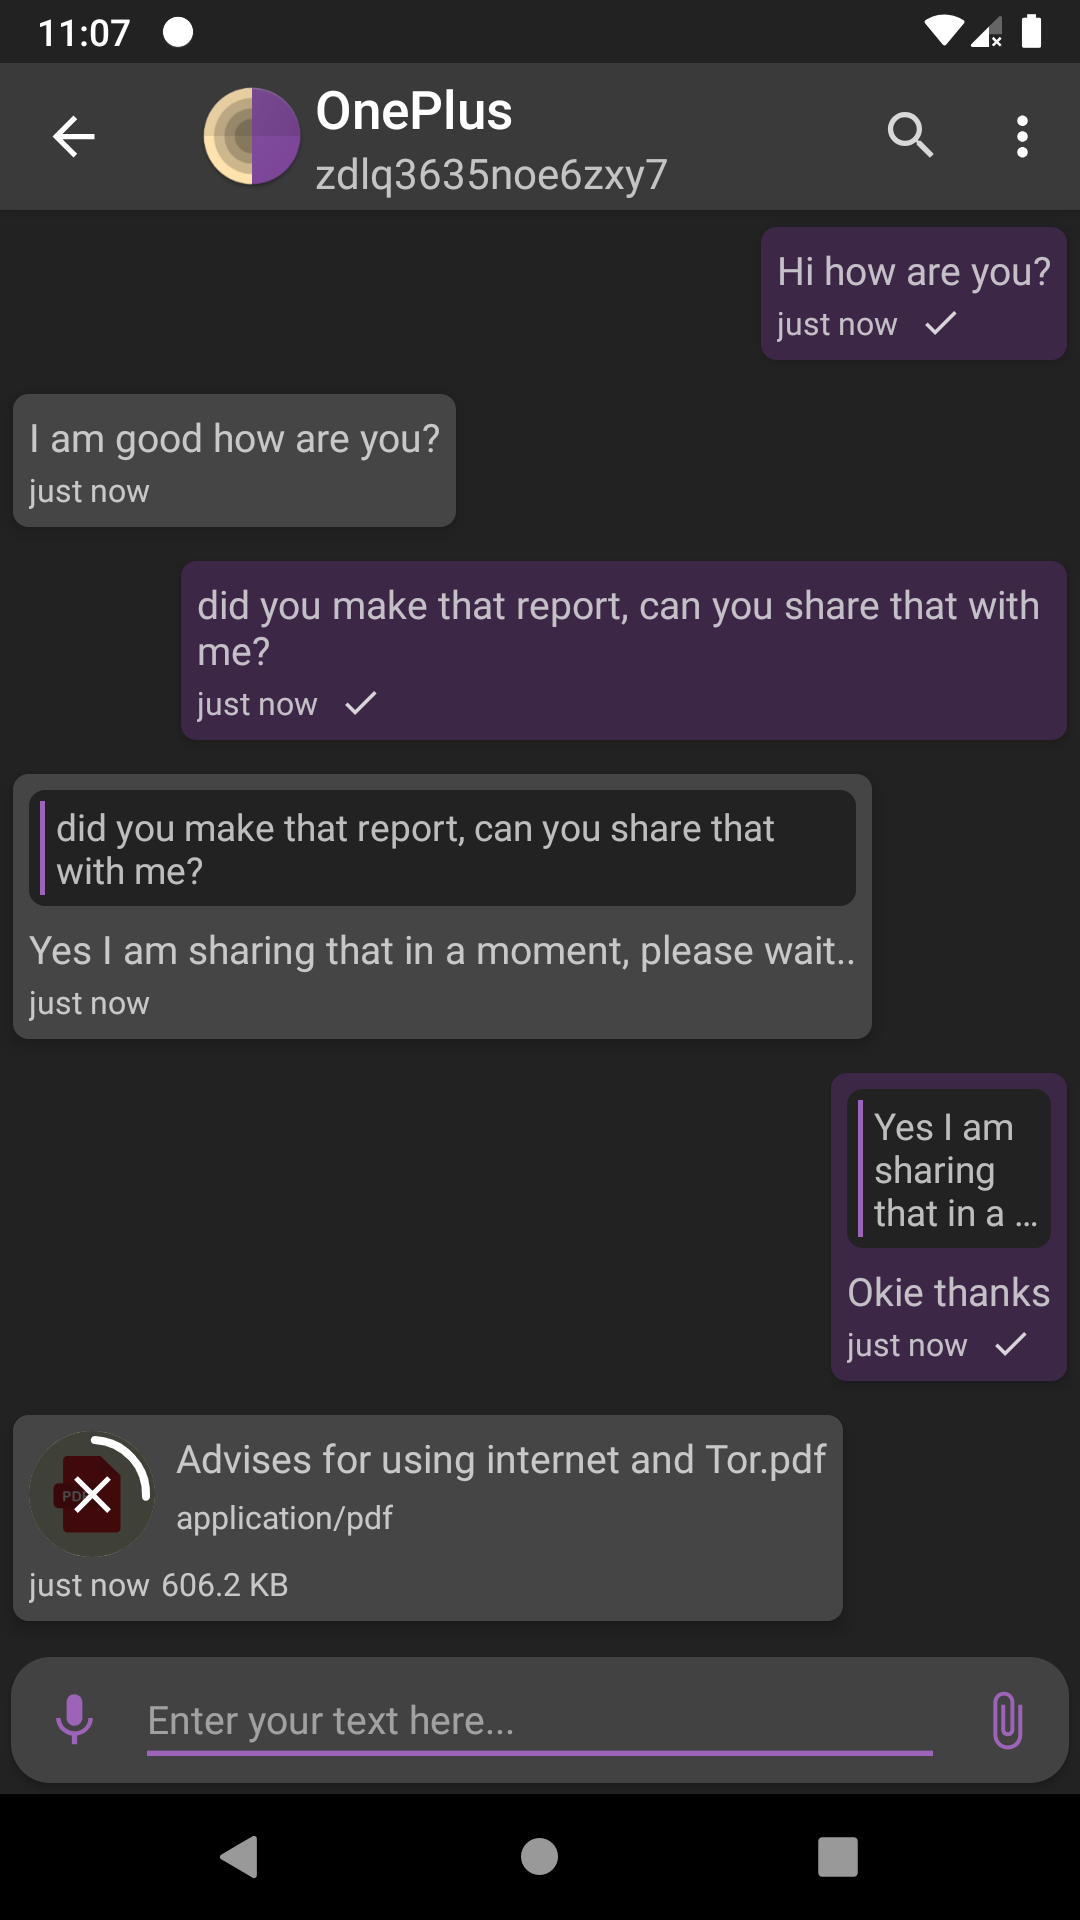 11:07
OnePlus
zdlq3635noe6zxy7
Hi how are you?
just now
I am good how are you?
just now
did you make that report, can you share that with
me?
just now
did you make that report, can you share that
with me?
Yes I am sharing that in a moment, please wait..
just now
Yes I am
sharing
that in a ...
Okie thanks
just now
Advises for using internet and Tor.pdf
application/pdf
just now 606.2 KB
Enter your text here...